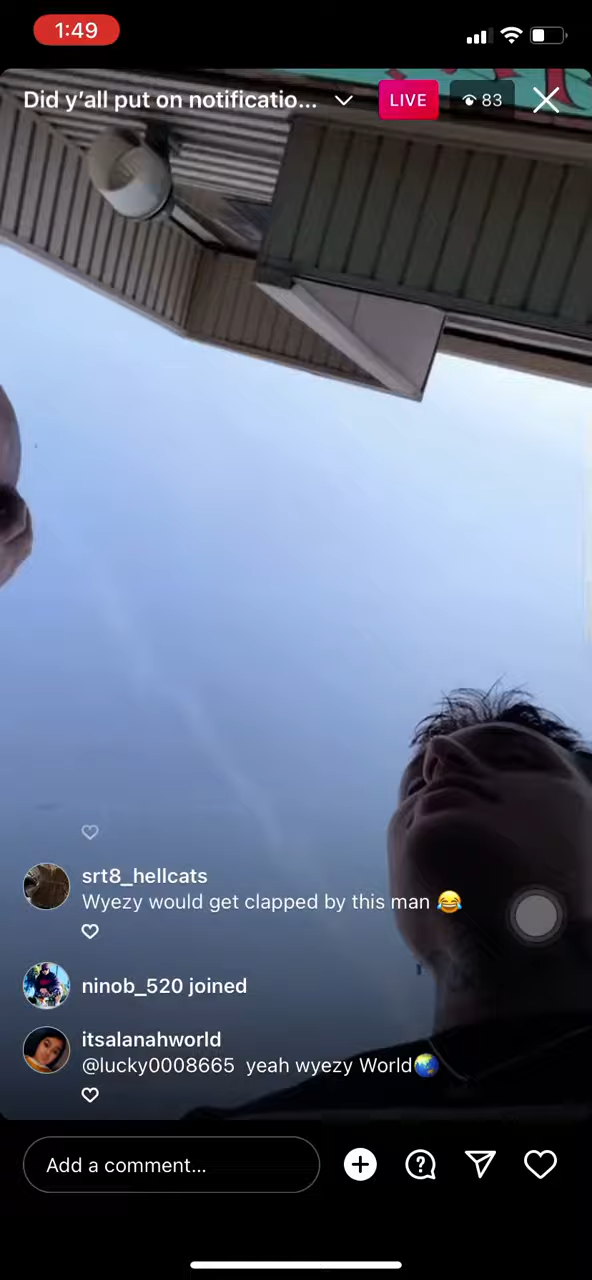 1:49
Did y'all put on notificatio...
LIVE
83
srt8_hellcats
Wyezy would get clapped by this man 😂
ninob_520 joined
itsalanahworld
@lucky0008665 yeah wyezy World🌏
Add a comment...